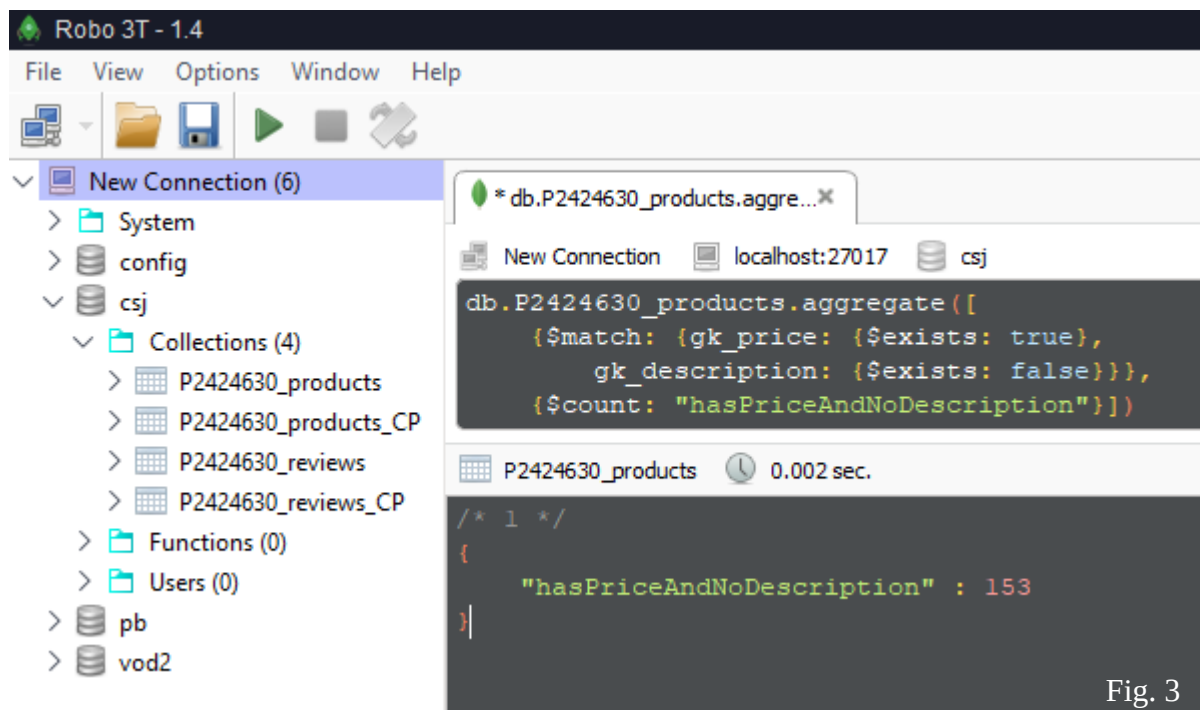 Robo 3T - 1.4
File View Options Window Help
New Connection (6)
System
config
csj
Collections (4)
P2424630_products
P2424630_products_CP
P2424630_reviews
P2424630_reviews_CP
Functions (0)
Users (0)
pb
vod2
* db.P2424630_products.aggre...
New Connection localhost:27017 csj
db.P2424630_products.aggregate([
{$match: {gk_price: {$exists: true},
gk_description: {$exists: false}}},
{$count: "hasPriceAndNoDescription"}])
P2424630_products 0.002 sec.
/* 1 */
{
"hasPriceAndNoDescription" : 153
}
Fig. 3